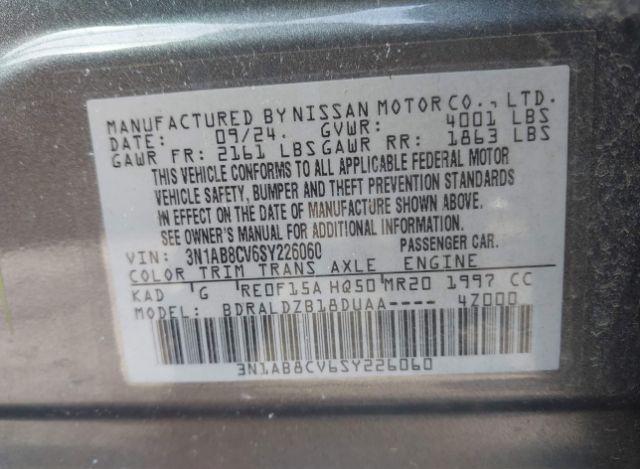 MANUFACTURED BY NISSAN MOTOR CO., LTD.
DATE: 09/24. GVWR: 4001 LBS
GAWR FR: 2161 LBS GAWR RR: 1863 LBS
THIS VEHICLE CONFORMS TO ALL APPLICABLE FEDERAL MOTOR
VEHICLE SAFETY, BUMPER AND THEFT PREVENTION STANDARDS
IN EFFECT ON THE DATE OF MANUFACTURE SHOWN ABOVE.
SEE OWNER'S MANUAL FOR ADDITIONAL INFORMATION.
VIN: 3N1AB8CV6SY226060 PASSENGER CAR.
COLOR TRIM TRANS AXLE ENGINE
KAD G RE0F15A HQ50 MR20 1997 CC
MODEL: BDRALDZB18DUAA---- 4Z000
3N1AB8CV6SY226060